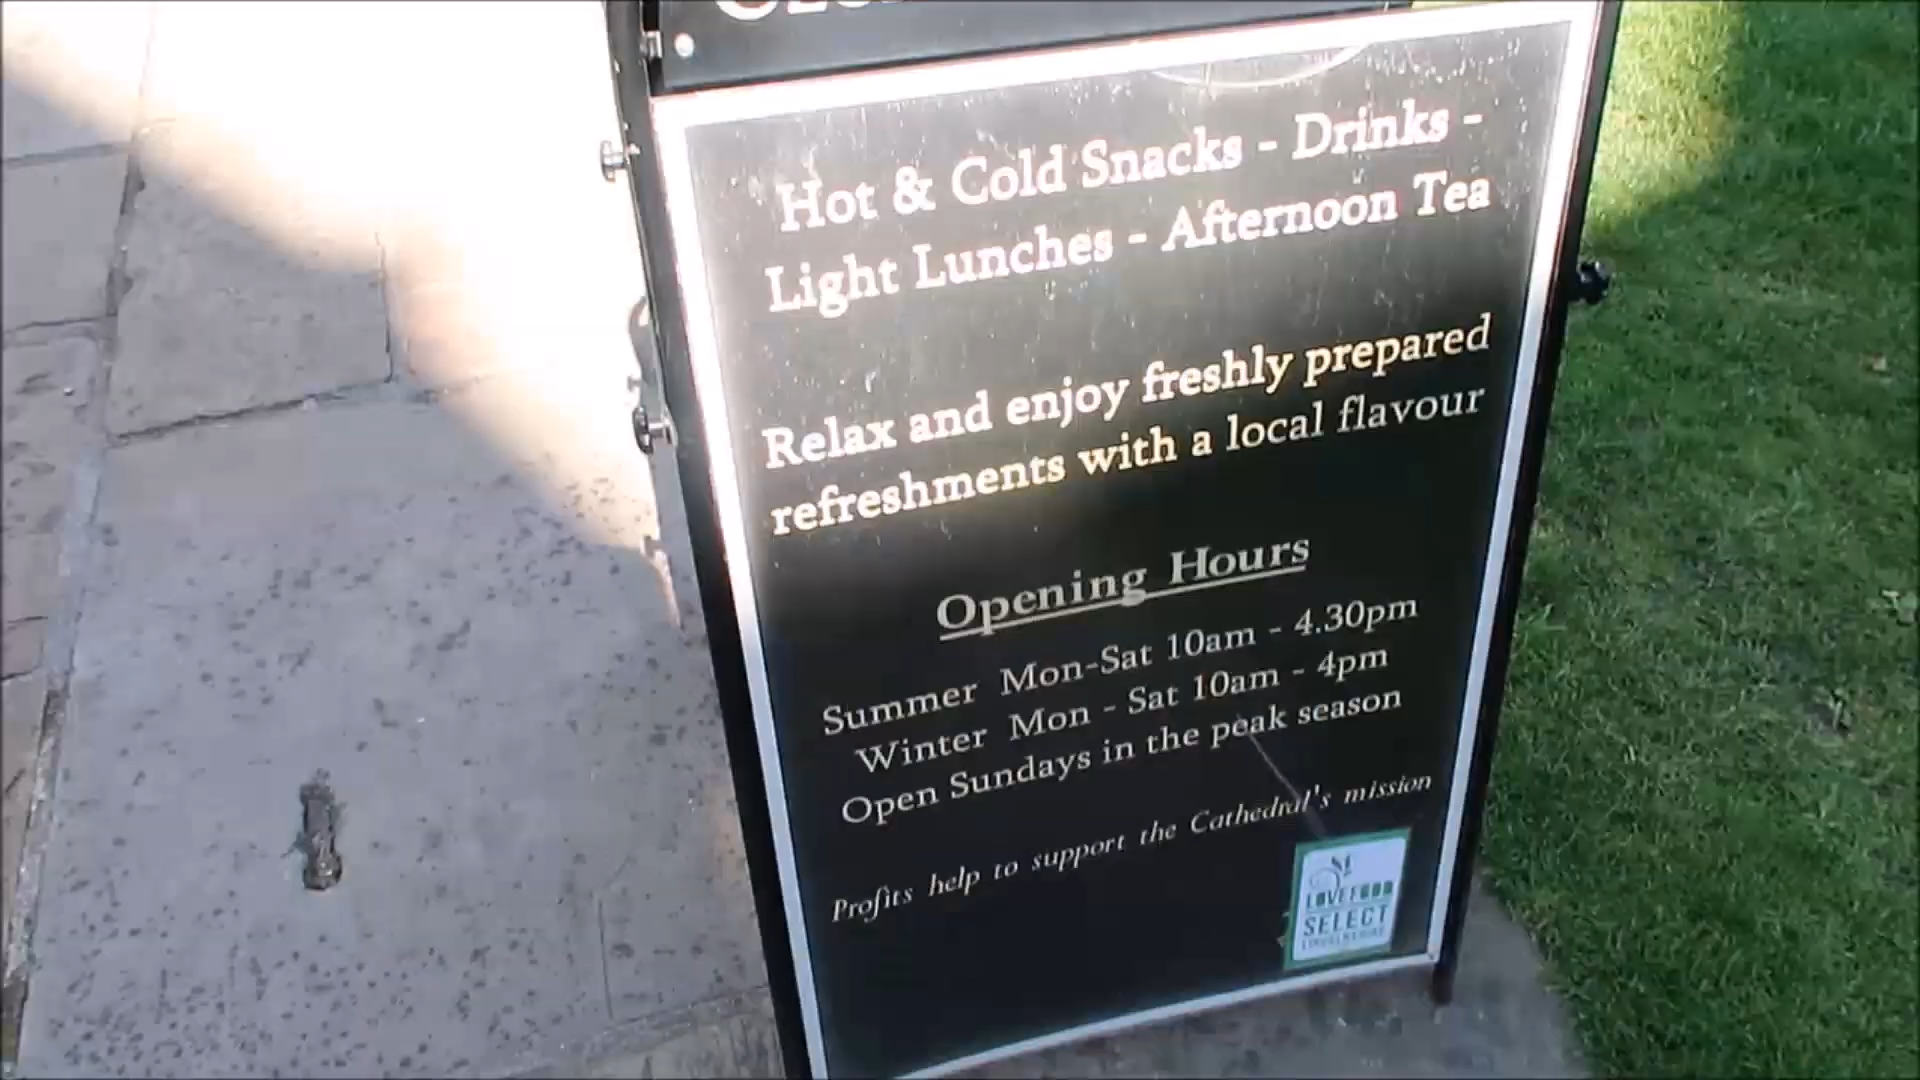 Hot & Cold Snacks - Drinks -
Light Lunches - Afternoon Tea
Relax and enjoy freshly prepared
refreshments with a local flavour
Opening Hours
Summer Mon-Sat 10am - 4.30pm
Winter Mon - Sat 10am - 4pm
Open Sundays in the peak season
Profits help to support the Cathedral's mission
LOVE FOOD
SELECT